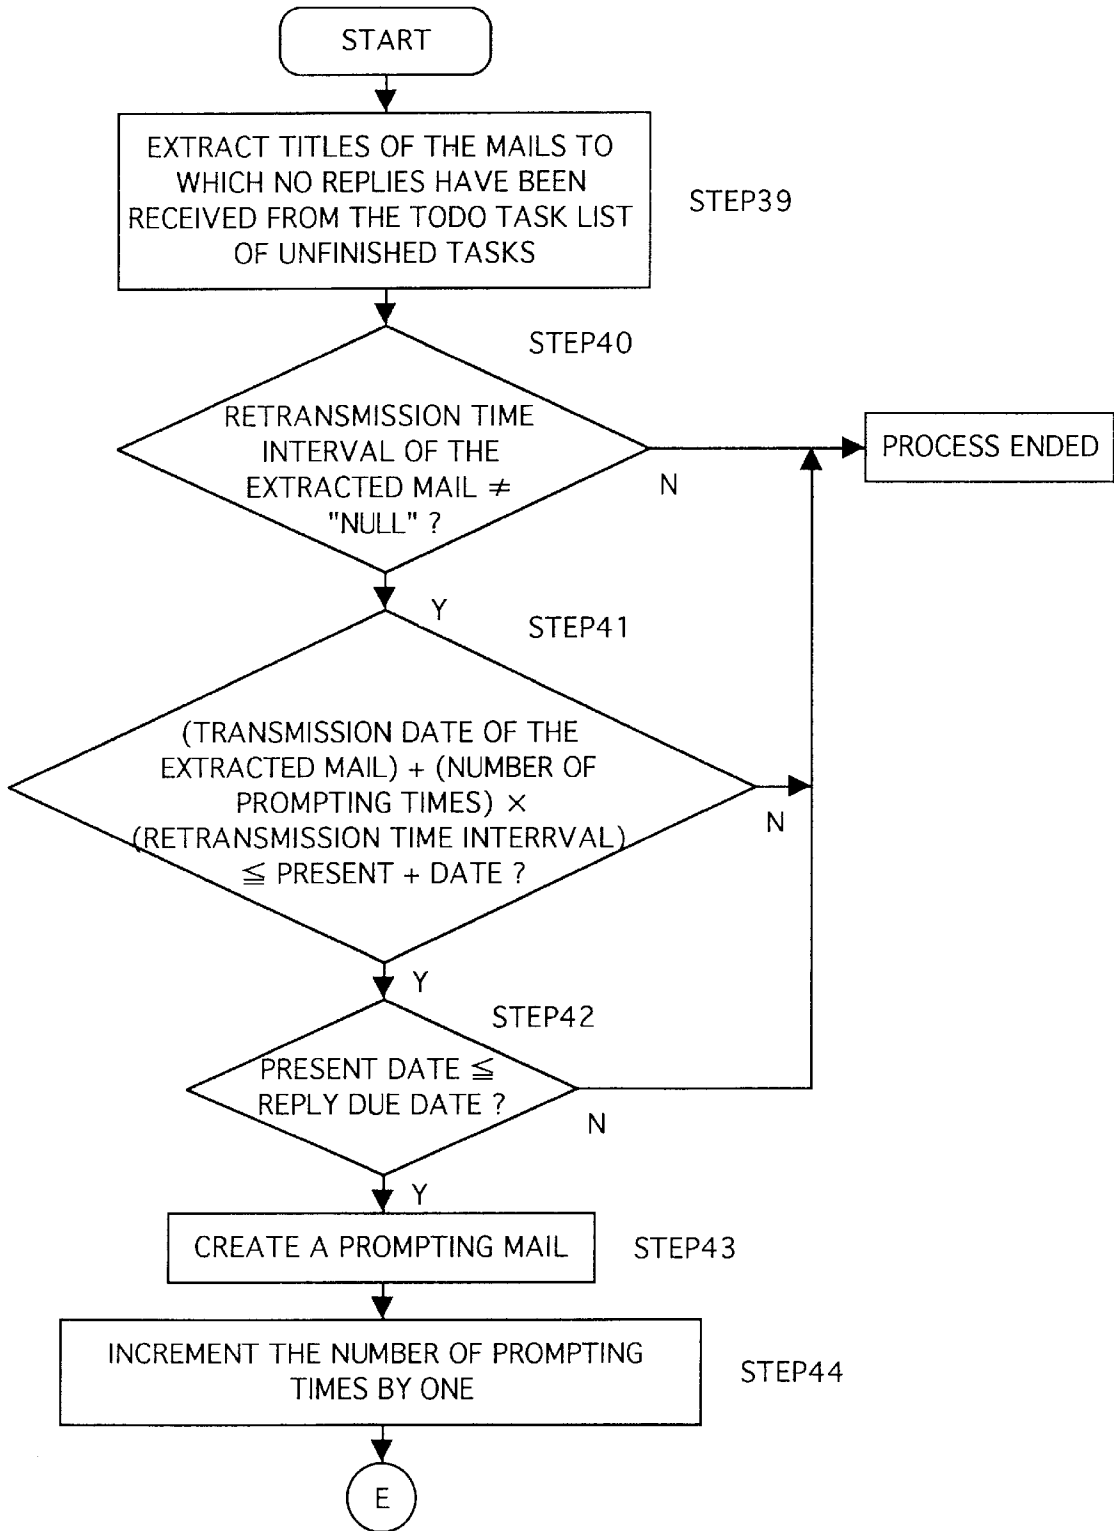 START
EXTRACT TITLES OF THE MAILS TO
WHICH NO REPLIES HAVE BEEN
RECEIVED FROM THE TODO TASK LIST
OF UNFINISHED TASKS
STEP39
STEP40
RETRANSMISSION TIME
INTERVAL OF THE
EXTRACTED MAIL ≠
"NULL" ?
N
PROCESS ENDED
Y
STEP41
(TRANSMISSION DATE OF THE
EXTRACTED MAIL) + (NUMBER OF
PROMPTING TIMES) ×
(RETRANSMISSION TIME INTERRVAL)
≦ PRESENT + DATE ?
N
Y
STEP42
PRESENT DATE ≦
REPLY DUE DATE ?
N
Y
CREATE A PROMPTING MAIL
STEP43
INCREMENT THE NUMBER OF PROMPTING
TIMES BY ONE
STEP44
E